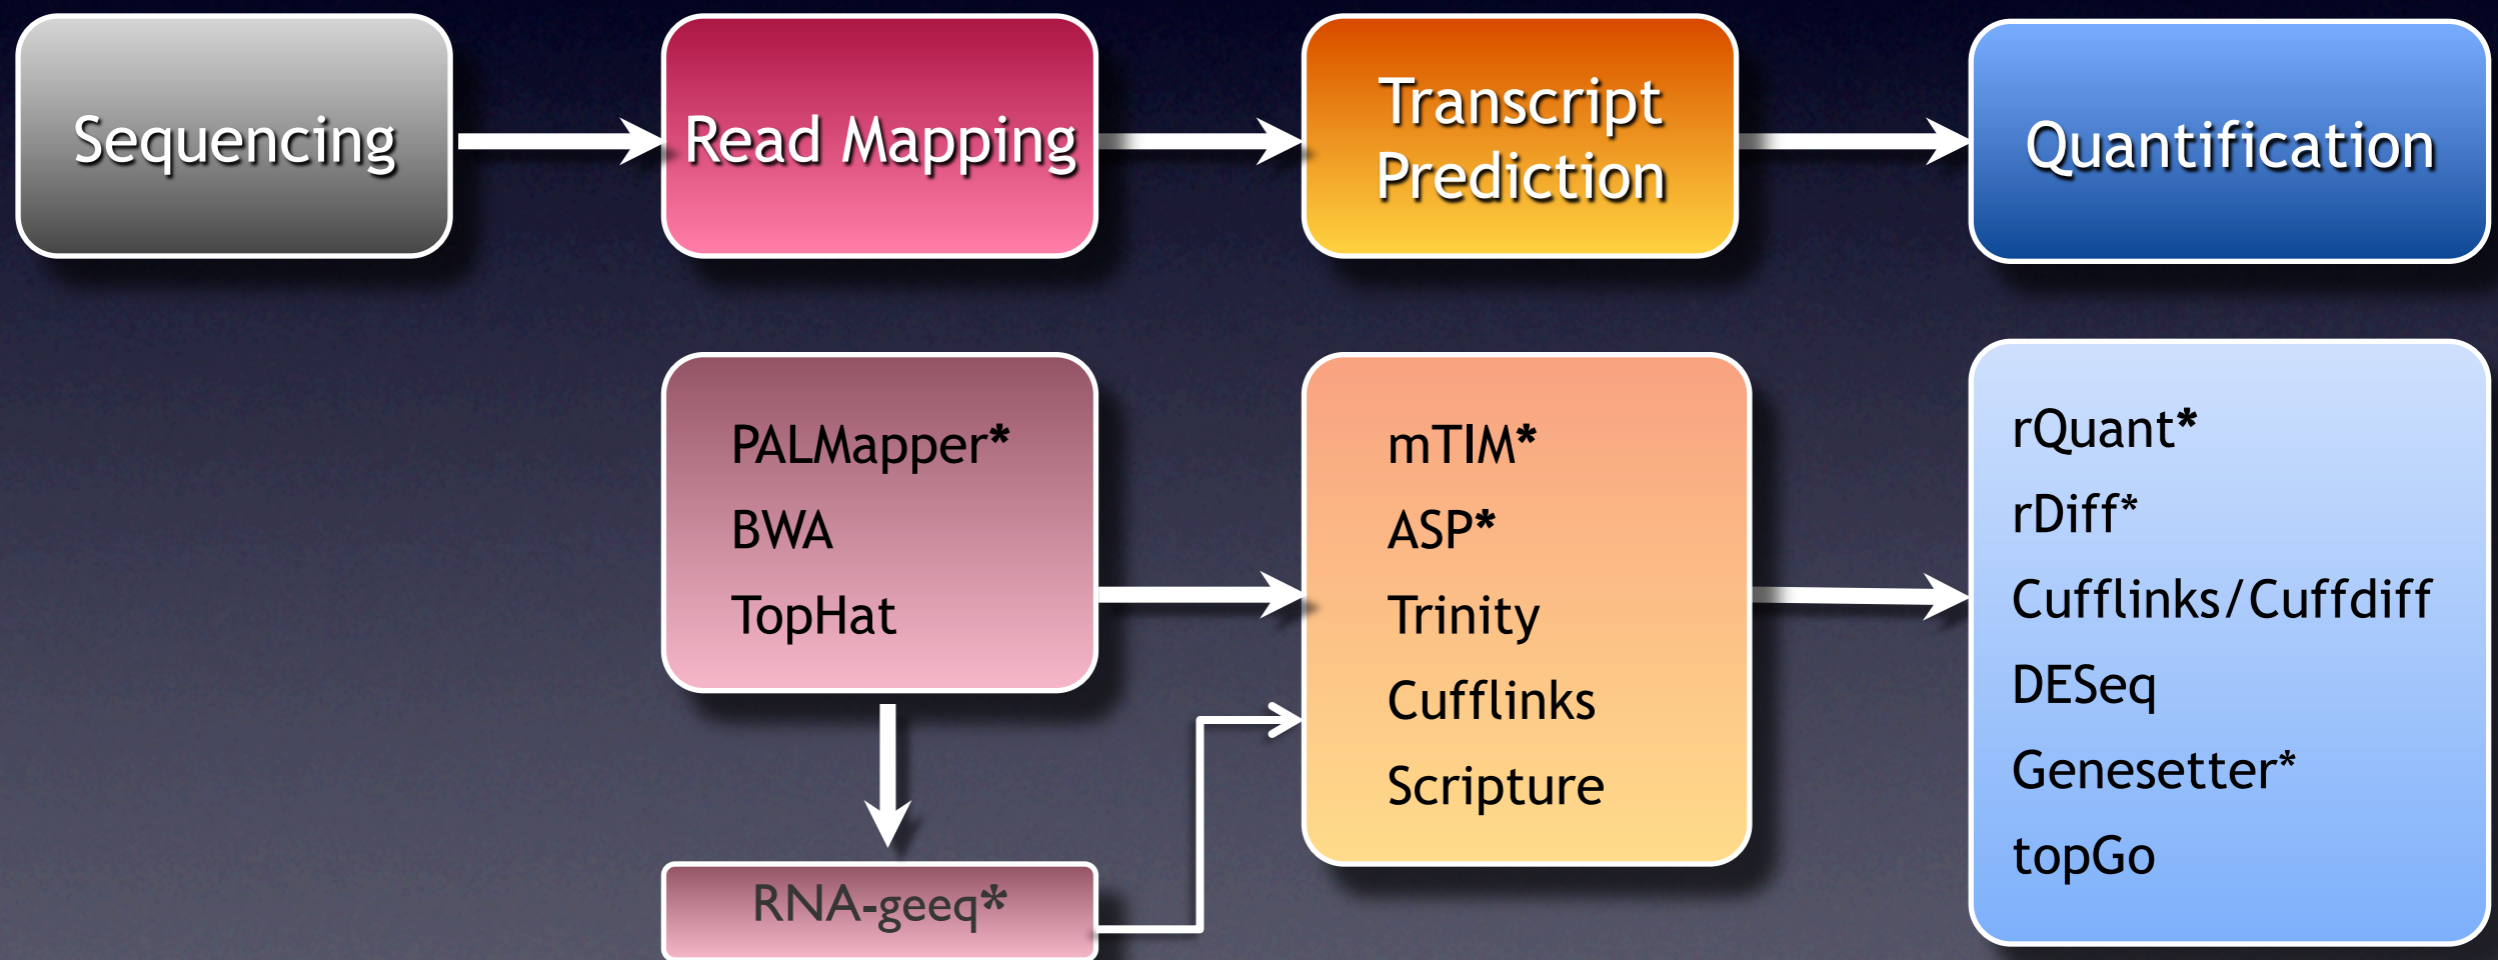 Sequencing
Read Mapping
Transcript
Prediction
Quantification
PALMapper*
BWA
TopHat
RNA-geeq*
mTIM*
ASP*
Trinity
Cufflinks
Scripture
rQuant*
rDiff*
Cufflinks/Cuffdiff
DESeq
Genesetter*
topGo